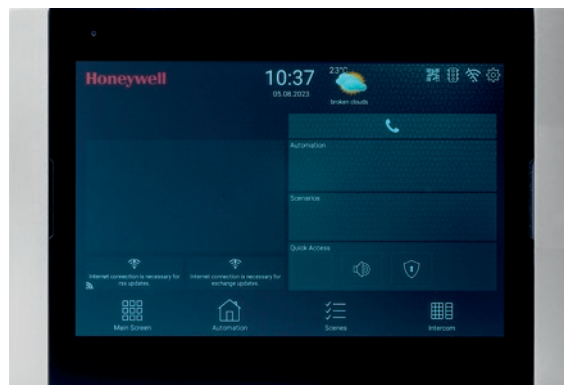 Honeywell
10:37
05.08.2023
23°C
broken clouds
Automation
Scenarios
Quick Access
Internet connection is necessary for
rss updates.
Internet connection is necessary for
exchange updates.
Main Screen
Automation
Scenes
Intercom